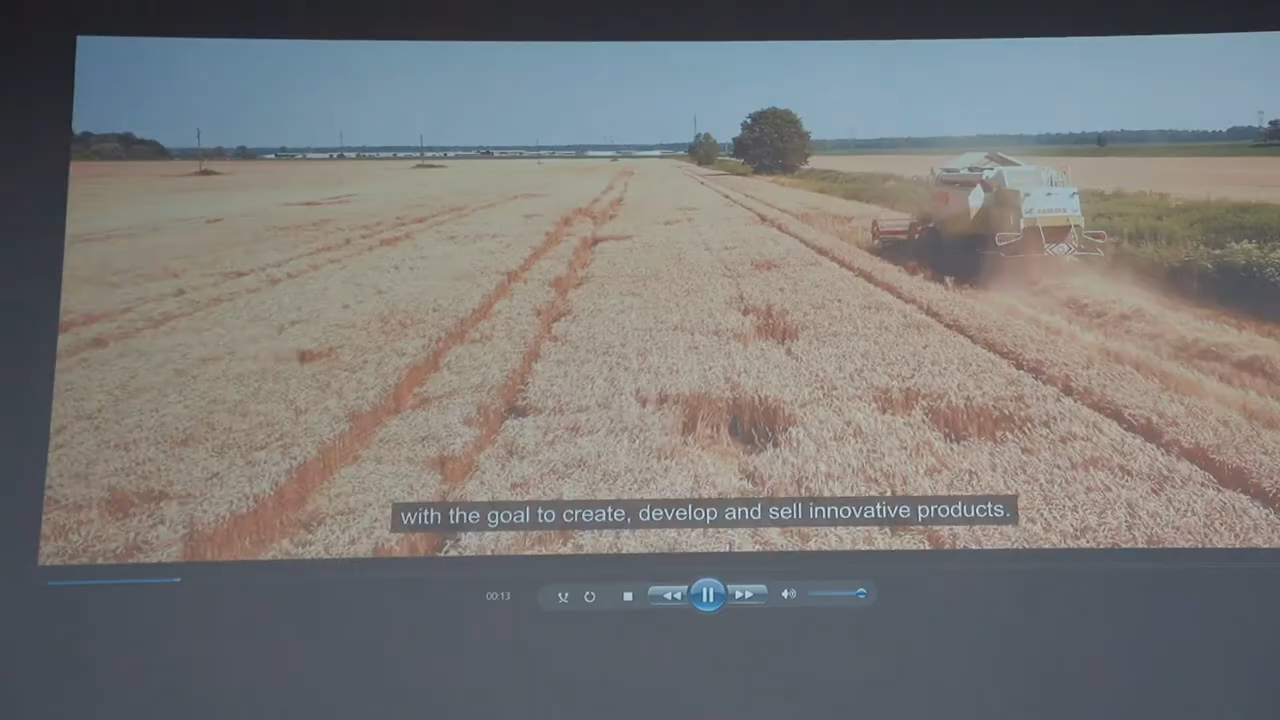 with the goal to create, develop and sell innovative products.
00:13